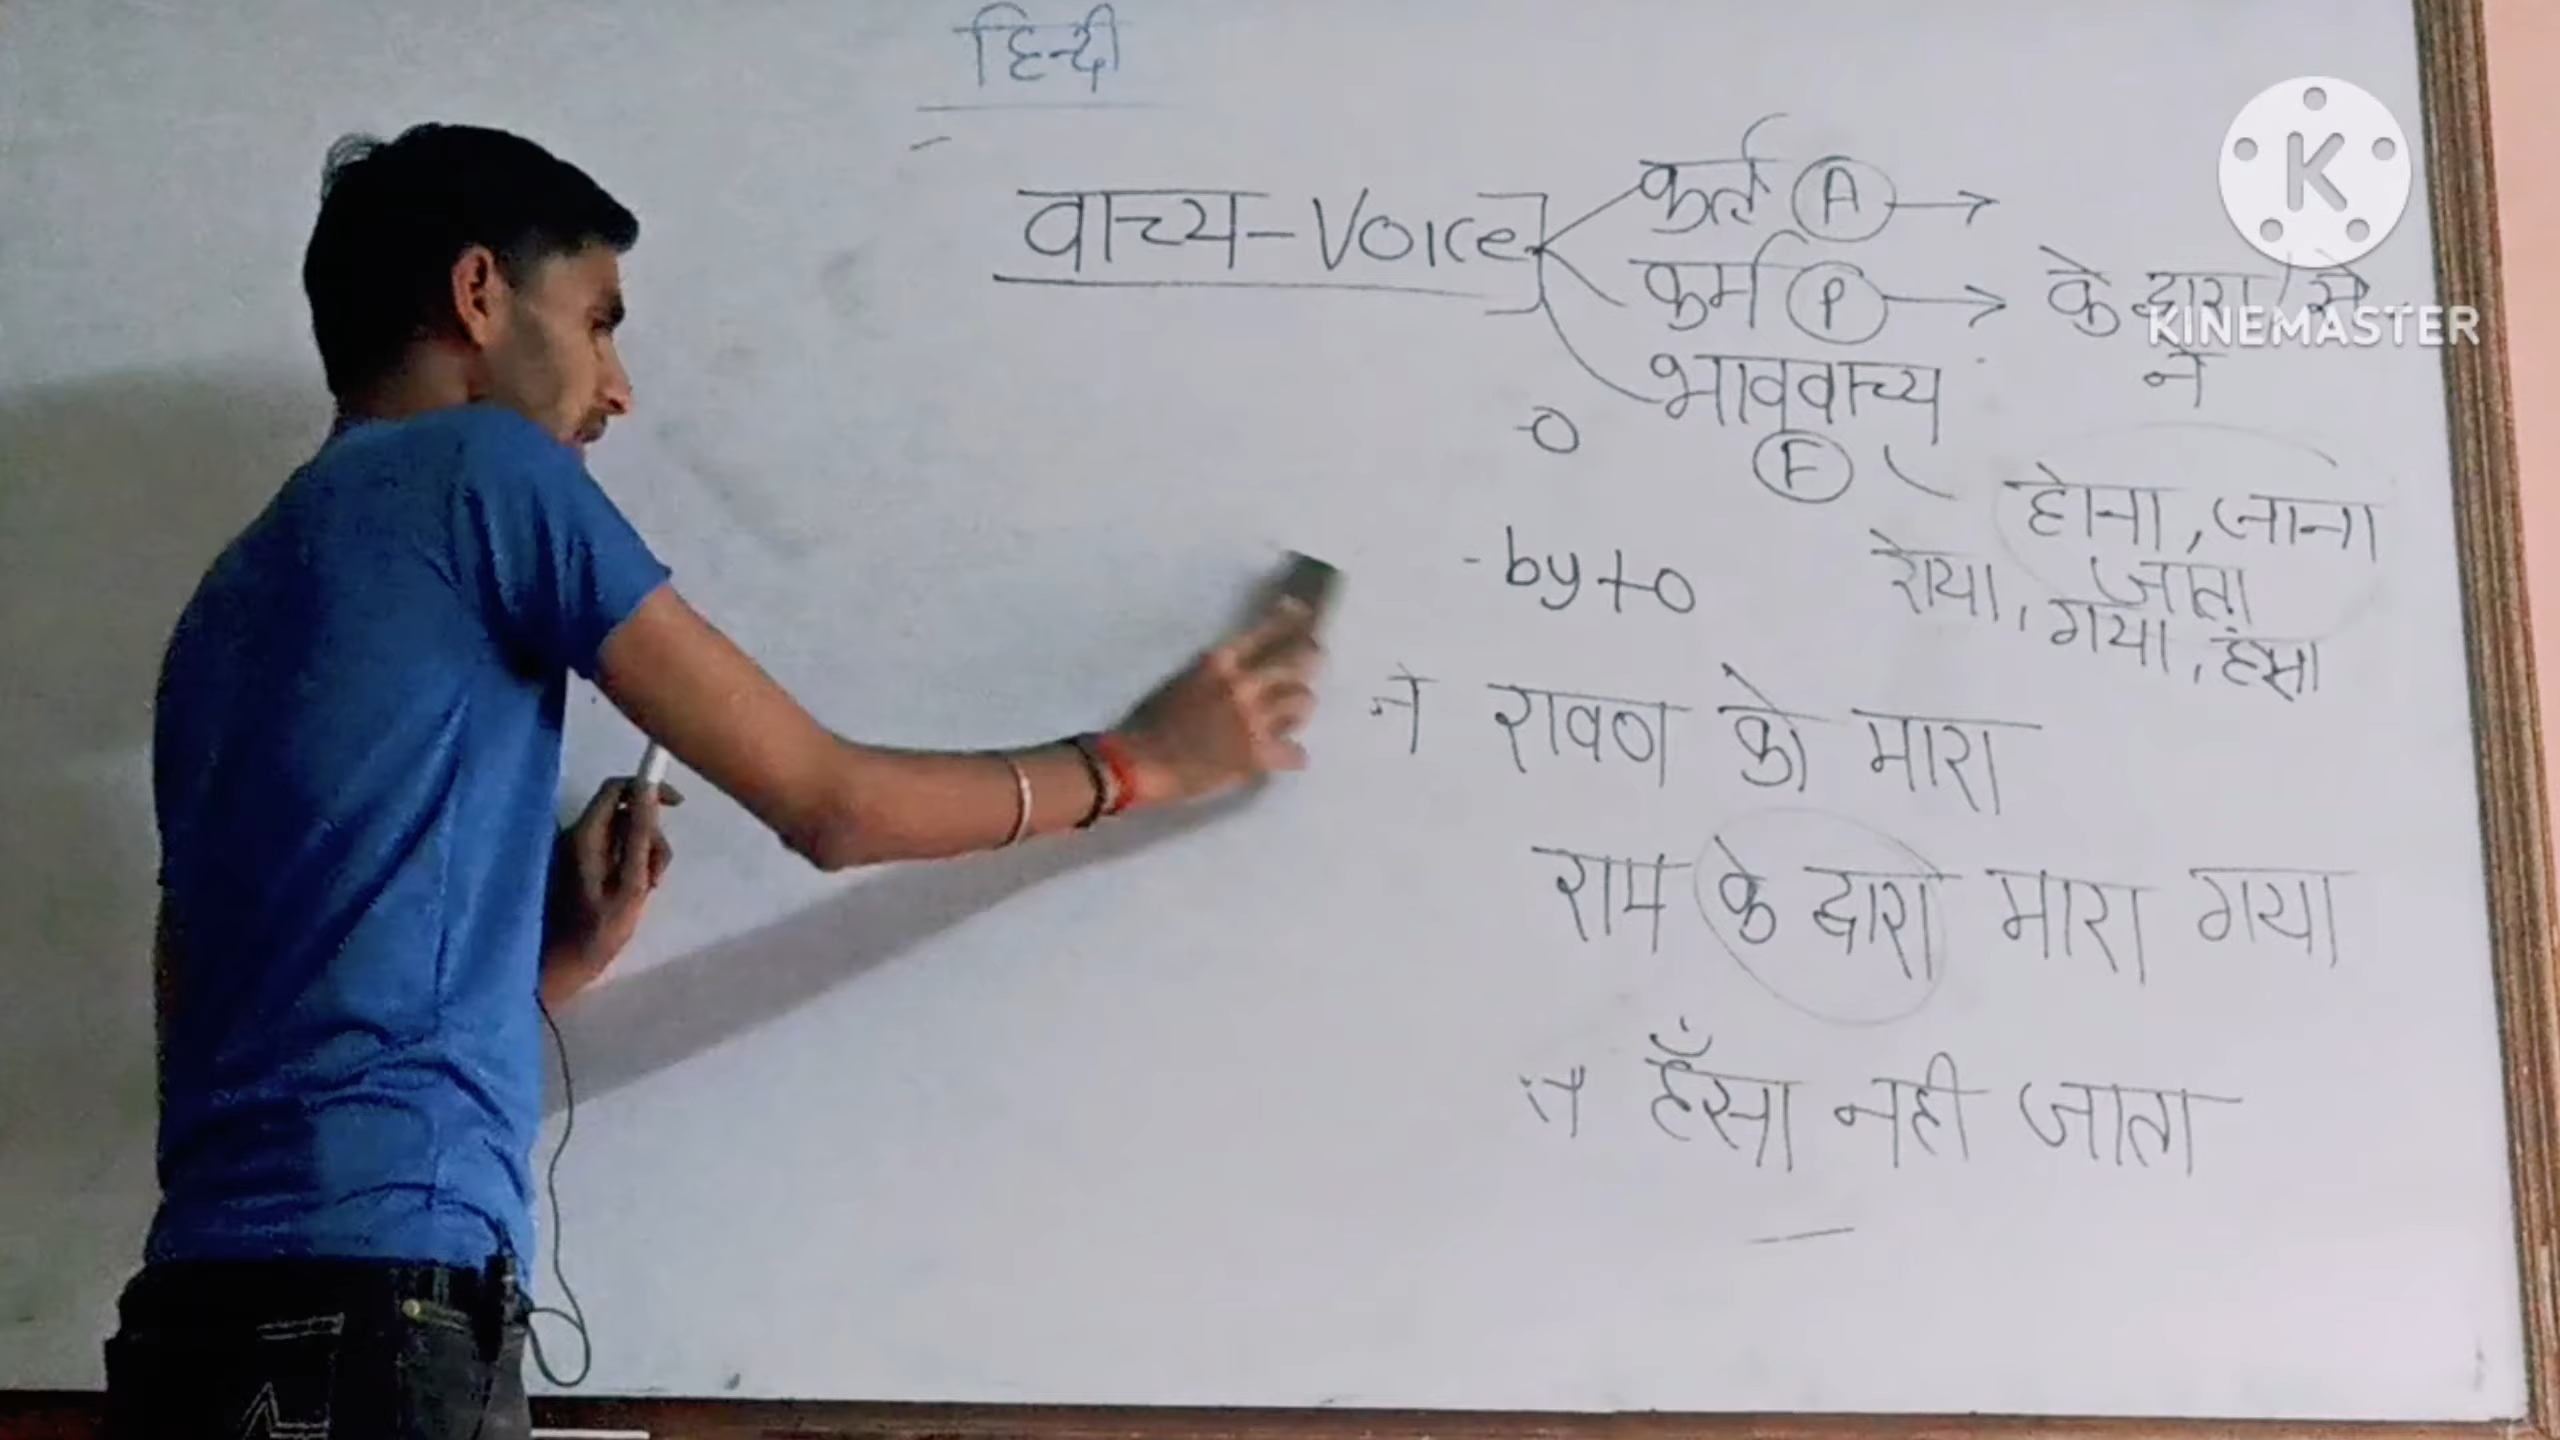 हिन्दी
वाच्य-Voice
कर्तृ A →
कर्म P → के द्वारा / से
ने
भाववाच्य
F
होना, जाना
जाता
रोया, गया, हंसा
-o
-by+o
ने रावण को मारा
राम के द्वारा मारा गया
हँसा नही जाता
K
KINEMASTER